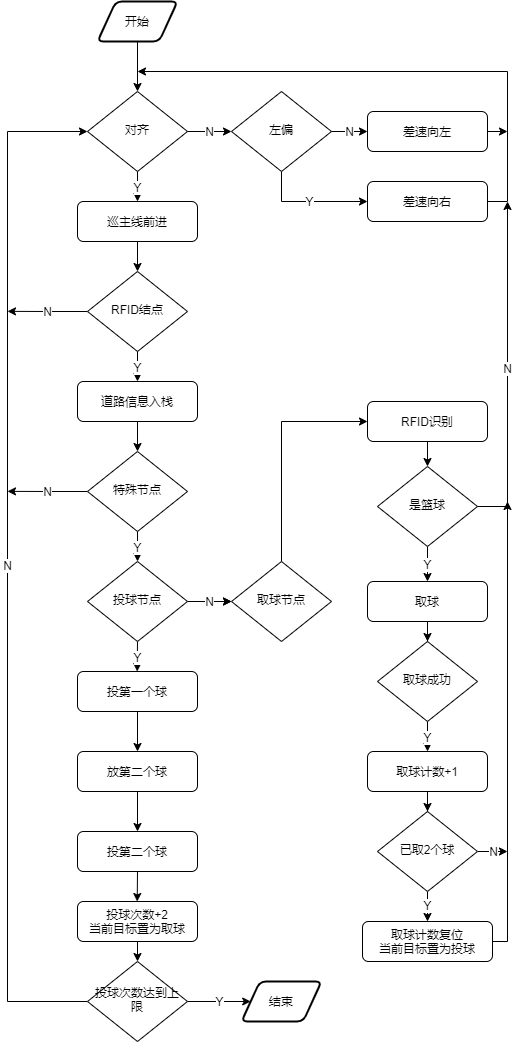 开始
对齐
N
左偏
N
差速向左
Y
Y
差速向右
巡主线前进
RFID结点
N
Y
道路信息入栈
特殊节点
N
Y
投球节点
N
取球节点
Y
投第一个球
放第二个球
投第二个球
投球次数+2
当前目标置为取球
投球次数达到上
限
Y
结束
N
RFID识别
是篮球
N
Y
取球
取球成功
Y
取球计数+1
已取2个球
N
Y
取球计数复位
当前目标置为投球